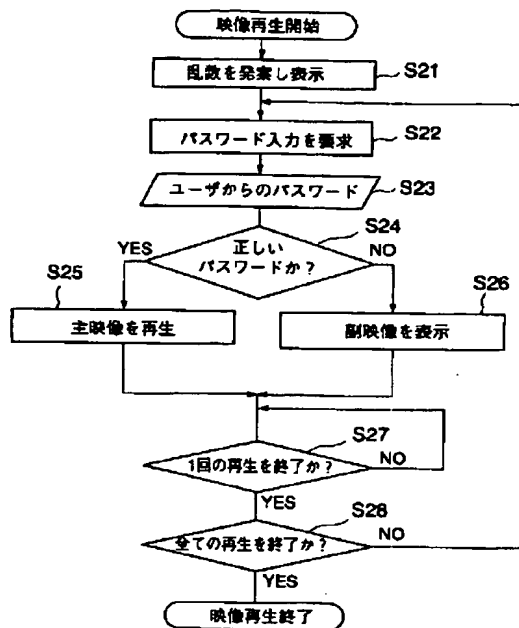 映像再生開始
乱数を発案し表示
S21
パスワード入力を要求
S22
ユーザからのパスワード
S23
S24
YES
正しい
パスワードか？
NO
S25
S26
主映像を再生
副映像を表示
S27
1回の再生を終了か？
NO
YES
S28
全ての再生を終了か？
NO
YES
映像再生終了